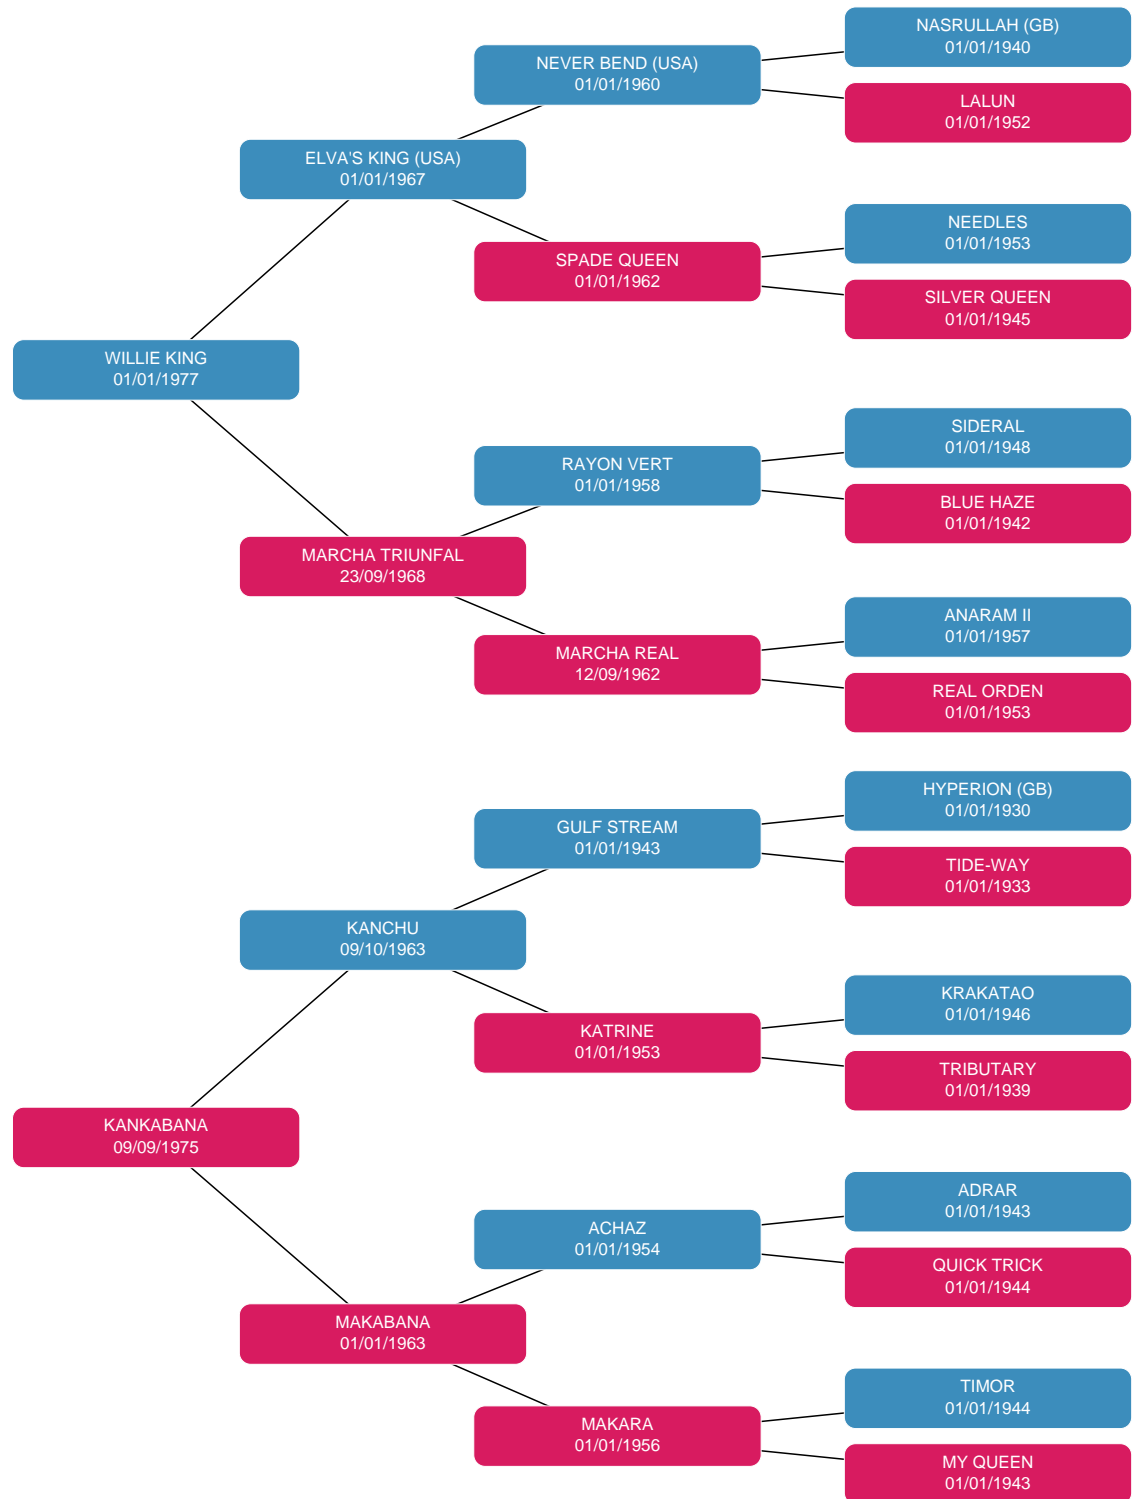 NASRULLAH (GB)
01/01/1940
NEVER BEND (USA)
01/01/1960
LALUN
01/01/1952
ELVA'S KING (USA)
01/01/1967
NEEDLES
01/01/1953
SPADE QUEEN
01/01/1962
SILVER QUEEN
01/01/1945
WILLIE KING
01/01/1977
SIDERAL
01/01/1948
RAYON VERT
01/01/1958
BLUE HAZE
01/01/1942
MARCHA TRIUNFAL
23/09/1968
ANARAM II
01/01/1957
MARCHA REAL
12/09/1962
REAL ORDEN
01/01/1953
HYPERION (GB)
01/01/1930
GULF STREAM
01/01/1943
TIDE-WAY
01/01/1933
KANCHU
09/10/1963
KRAKATAO
01/01/1946
KATRINE
01/01/1953
TRIBUTARY
01/01/1939
KANKABANA
09/09/1975
ADRAR
01/01/1943
ACHAZ
01/01/1954
QUICK TRICK
01/01/1944
MAKABANA
01/01/1963
TIMOR
01/01/1944
MAKARA
01/01/1956
MY QUEEN
01/01/1943